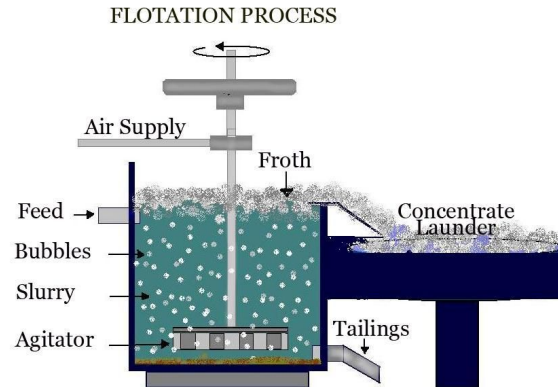 FLOTATION PROCESS
Air Supply
Froth
Feed
Concentrate
Launder
Bubbles
Slurry
Agitator
Tailings